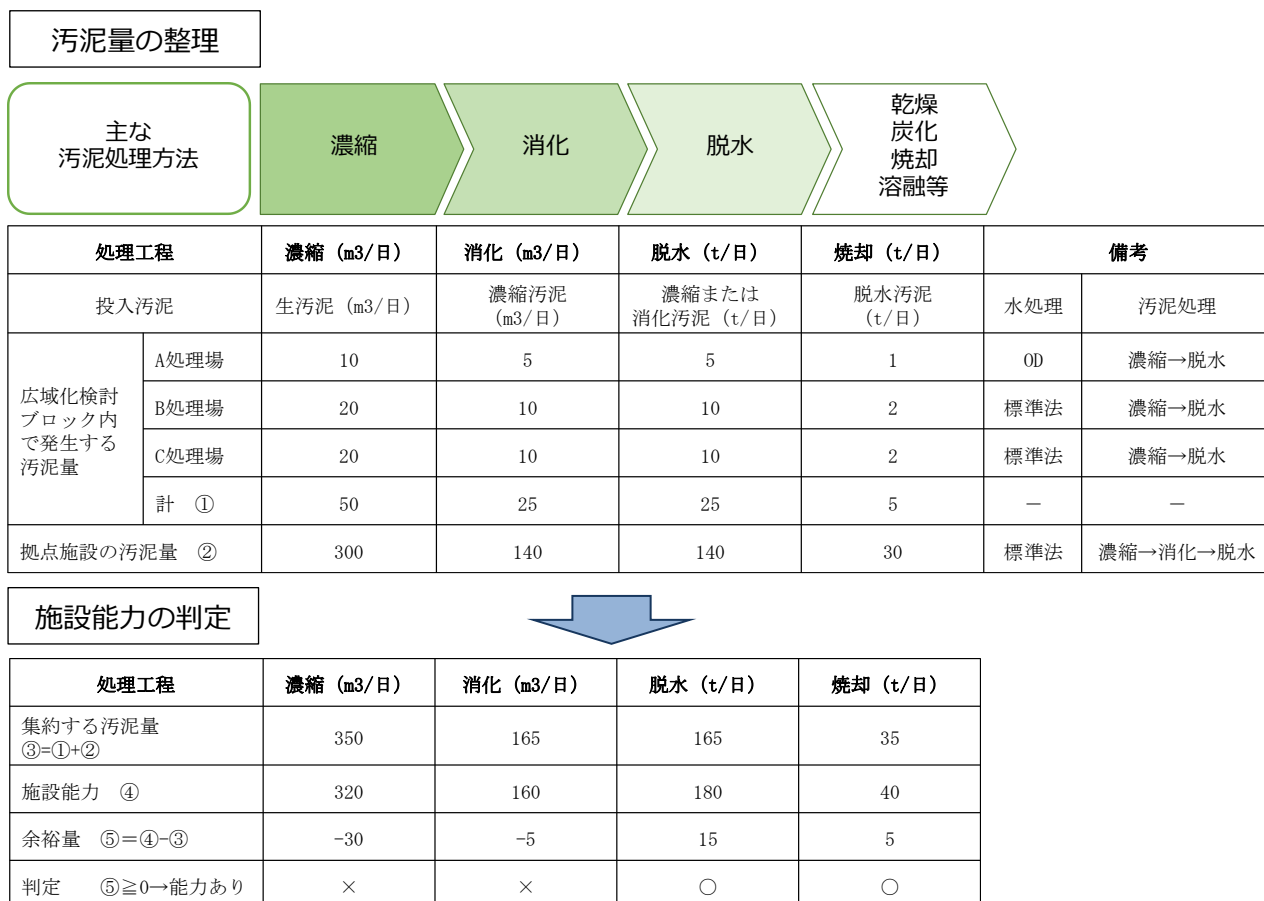 汚泥量の整理
主な
汚泥処理方法
濃縮
消化
脱水
乾燥
炭化
焼却
溶融等
処理工程 濃縮 (m3/日) 消化 (m3/日) 脱水 (t/日) 焼却 (t/日) 備考
投入汚泥 生汚泥 (m3/日) 濃縮汚泥 (m3/日) 濃縮または 消化汚泥 (t/日) 脱水汚泥 (t/日) 水処理 汚泥処理
広域化検討
ブロック内
で発生する
汚泥量
A処理場 10 5 5 1 OD 濃縮→脱水
B処理場 20 10 10 2 標準法 濃縮→脱水
C処理場 20 10 10 2 標準法 濃縮→脱水
計 ① 50 25 25 5 － －
拠点施設の汚泥量 ② 300 140 140 30 標準法 濃縮→消化→脱水
施設能力の判定
処理工程 濃縮 (m3/日) 消化 (m3/日) 脱水 (t/日) 焼却 (t/日)
集約する汚泥量
③=①+② 350 165 165 35
施設能力 ④ 320 160 180 40
余裕量 ⑤＝④-③ -30 -5 15 5
判定 ⑤≧0→能力あり × × ○ ○